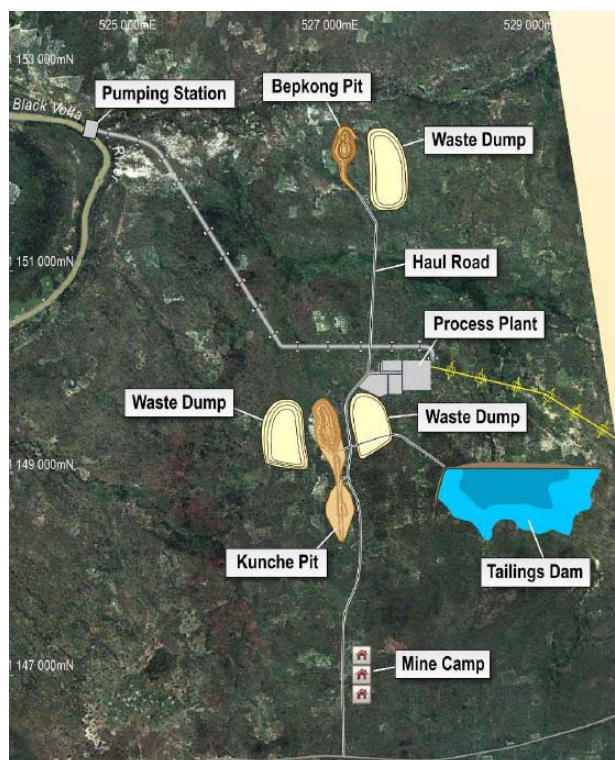 525 000mE
527 000mE
529 000mE
1 153 000mN
Bepkong Pit
Pumping Station
Black Volta
R
Waste Dump
1 151 000mN
Haul Road
Process Plant
Waste Dump
Waste Dump
1 149 000mN
Kunche Pit
Tailings Dam
Mine Camp
1 147 000mN